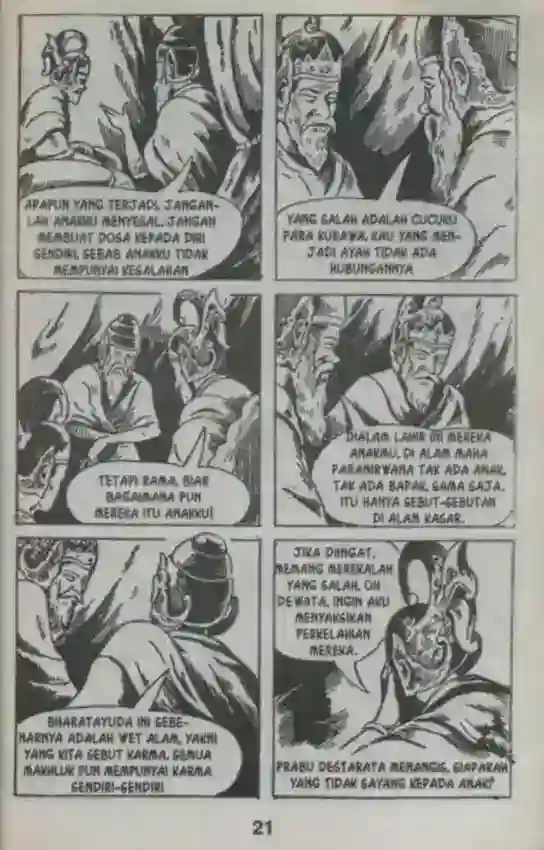 APAPUN YANG TERJADI, JANGAN-
LAH ANAKKU MENYESAL. JANGAN
MEMBUAT DOSA KEPADA DIRI
SENDIRI, SEBAB ANAKKU TIDAK
MEMPUNYAI KESALAHAN
YANG SALAH ADALAH CUCUKU
PARA KURAWA, KAU YANG MEN-
JADI AYAH TIDAK ADA
HUBUNGANNYA
TETAPI RAMA, BIAR
BAGAIMANA PUN
MEREKA ITU ANAKKU!
DIALAM LAHIR INI MEREKA
ANAKMU, DI ALAM MAHA
PARANIRWANA TAK ADA ANAK,
TAK ADA BAPAK, SAMA SAJA.
ITU HANYA SEBUT-SEBUTAN
DI ALAM KASAR.
BHARATAYUDA INI SEBE-
NARNYA ADALAH WET ALAM, YAKNI
YANG KITA SEBUT KARMA, SEMUA
MAKHLUK PUN MEMPUNYAI KARMA
SENDIRI-SENDIRI
JIKA DIINGAT,
MEMANG MEREKALAH
YANG SALAH, OH
DEWATA, INGIN AKU
MENYAKSIKAN
PERKELAHIAN
MEREKA.
PRABU DESTARATA MENANGIS, SIAPAKAH
YANG TIDAK SAYANG KEPADA ANAK?
21